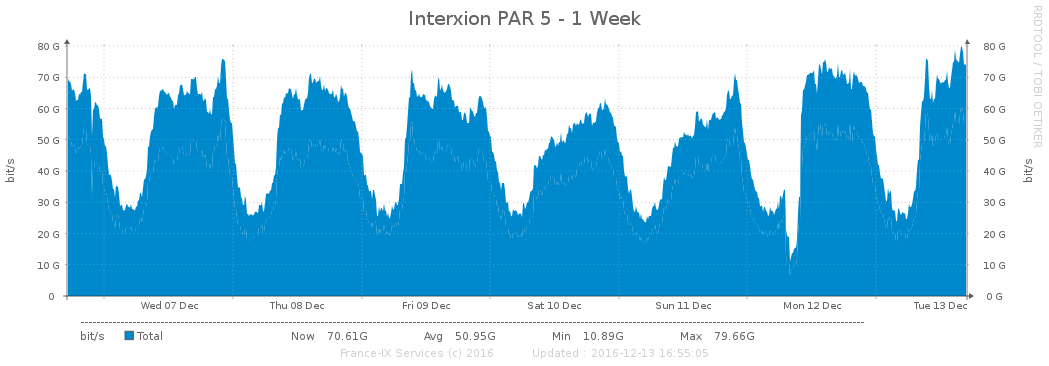 Interxion PAR 5 - 1 Week
RRDTOOL / TOBI OETIKER
80 G 80 G
70 G 70 G
60 G 60 G
50 G 50 G
40 G 40 G
30 G 30 G
20 G 20 G
10 G 10 G
0 0 G
bit/s
bit/s
Wed 07 Dec Thu 08 Dec Fri 09 Dec Sat 10 Dec Sun 11 Dec Mon 12 Dec Tue 13 Dec
bit/s Total Now 70.61G Avg 50.95G Min 10.89G Max 79.66G
France-IX Services (c) 2016 Updated : 2016-12-13 16:55:05